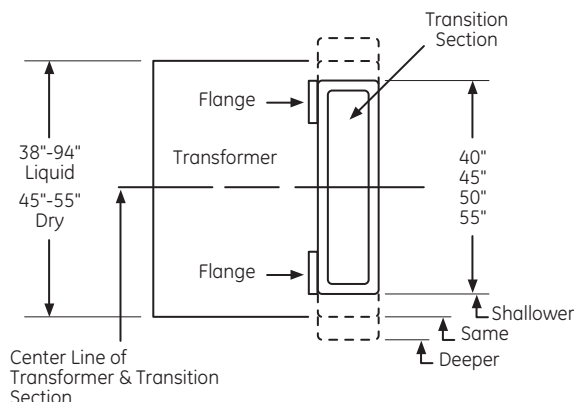 Transition
Section
Flange
38"-94"
Liquid
45"-55"
Dry
Transformer
40"
45"
50"
55"
Flange
Shallower
Same
Deeper
Center Line of
Transformer & Transition
Section